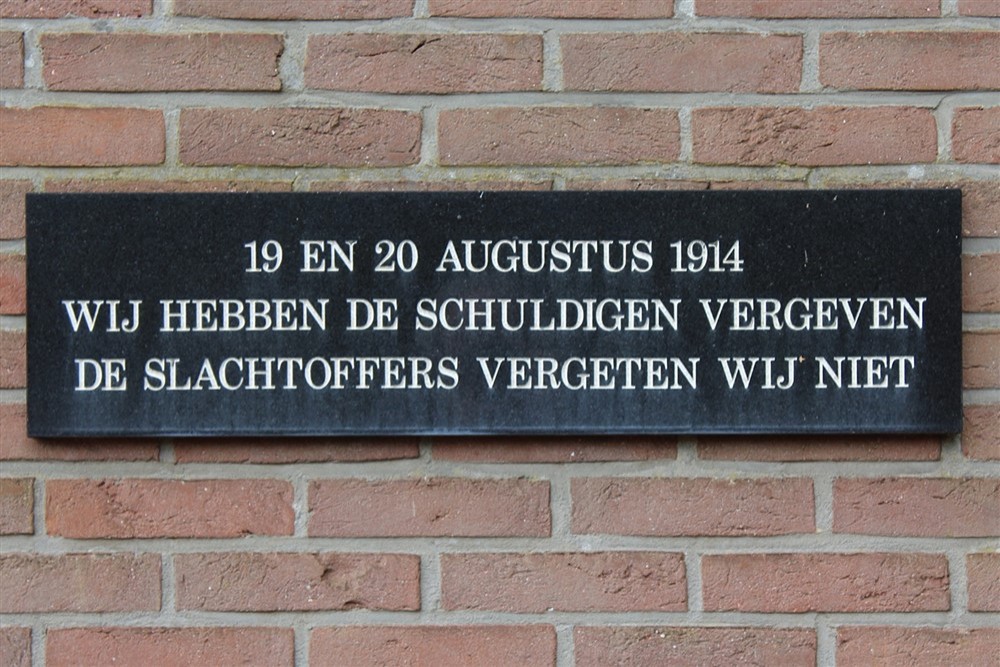 19 EN 20 AUGUSTUS 1914
WIJ HEBBEN DE SCHULDIGEN VERGEVEN
DE SLACHTOFFERS VERGETEN WIJ NIET